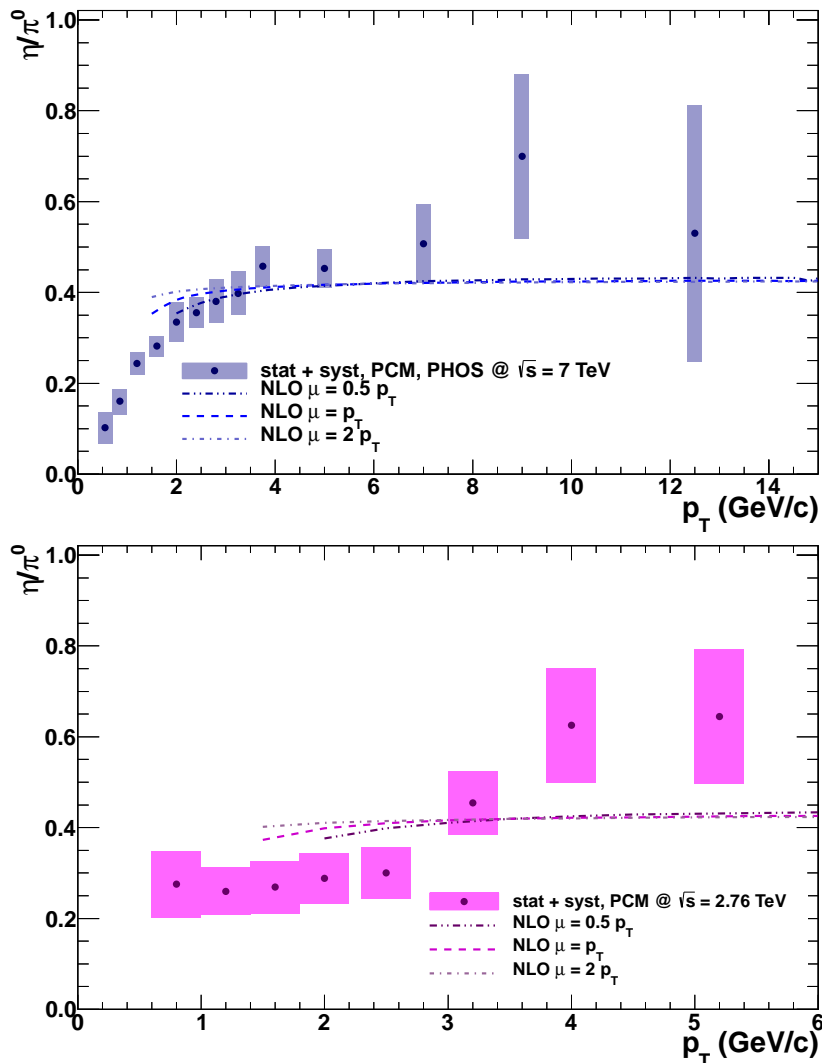 η/π⁰
1.0
0.8
0.6
0.4
0.2
0.0
stat + syst, PCM, PHOS @ √s = 7 TeV
NLO μ = 0.5 p_T
NLO μ = p_T
NLO μ = 2 p_T
0 2 4 6 8 10 12 14
p_T (GeV/c)
η/π⁰
1.0
0.8
0.6
0.4
0.2
0.0
stat + syst, PCM @ √s = 2.76 TeV
NLO μ = 0.5 p_T
NLO μ = p_T
NLO μ = 2 p_T
0 1 2 3 4 5 6
p_T (GeV/c)